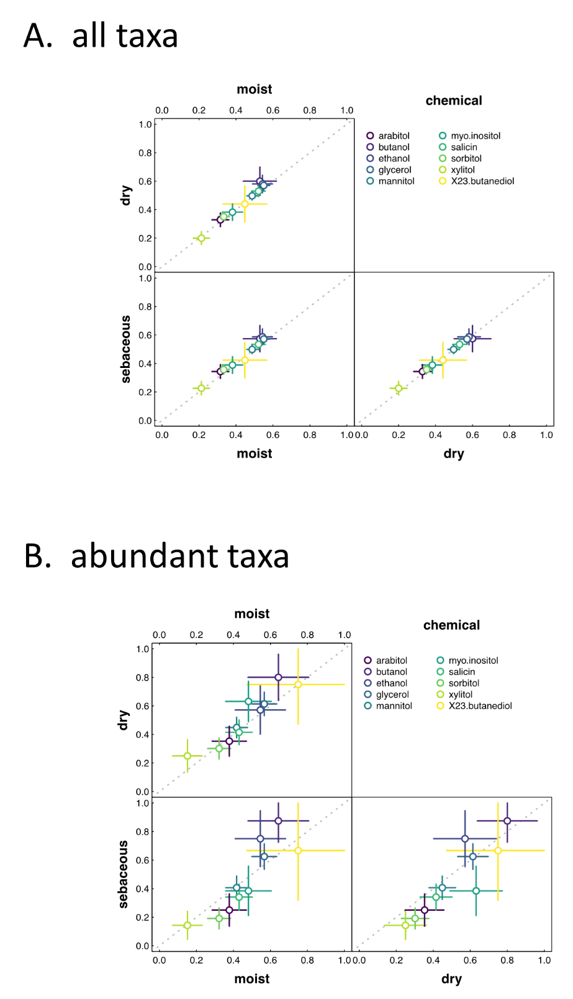 A. all taxa
moist
chemical
0.0 0.2 0.4 0.6 0.8 1.0
1.0
0.8
0.6
0.4
0.2
0.0
dry
arabitol myo.inositol
butanol salicin
ethanol sorbitol
glycerol xylitol
mannitol X23.butanediol
1.0
0.8
0.6
0.4
0.2
0.0
sebaceous
0.0 0.2 0.4 0.6 0.8 1.0 0.0 0.2 0.4 0.6 0.8 1.0
moist dry
B. abundant taxa
moist
chemical
0.0 0.2 0.4 0.6 0.8 1.0
1.0
0.8
0.6
0.4
0.2
0.0
dry
arabitol myo.inositol
butanol salicin
ethanol sorbitol
glycerol xylitol
mannitol X23.butanediol
1.0
0.8
0.6
0.4
0.2
0.0
sebaceous
0.0 0.2 0.4 0.6 0.8 1.0 0.0 0.2 0.4 0.6 0.8 1.0
moist dry